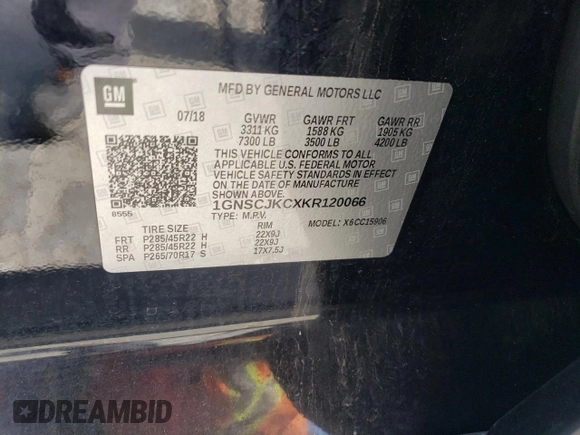 GM
MFD BY GENERAL MOTORS LLC
07/18 GVWR GAWR FRT GAWR RR
3311 KG 1588 KG 1905 KG
7300 LB 3500 LB 4200 LB
THIS VEHICLE CONFORMS TO ALL
APPLICABLE U.S. FEDERAL MOTOR
VEHICLE SAFETY STANDARDS IN EFFECT
ON THE DATE OF MANUFACTURE SHOWN ABOVE.
1GNSCJKCXKR120066
8555 TYPE: M.P.V. MODEL: X6CC15906
TIRE SIZE RIM
FRT P285/45R22 H 22X9J
RR P285/45R22 H 22X9J
SPA P265/70R17 S 17X7.5J
DREAMBID